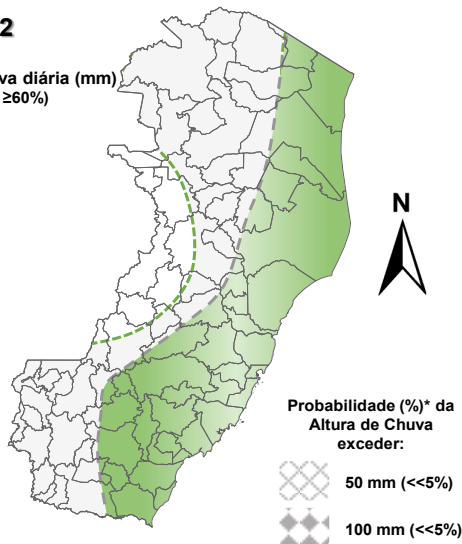 2
va diária (mm)
≥60%)
N
Probabilidade (%)* da
Altura de Chuva
exceder:
50 mm (<<5%)
100 mm (<<5%)